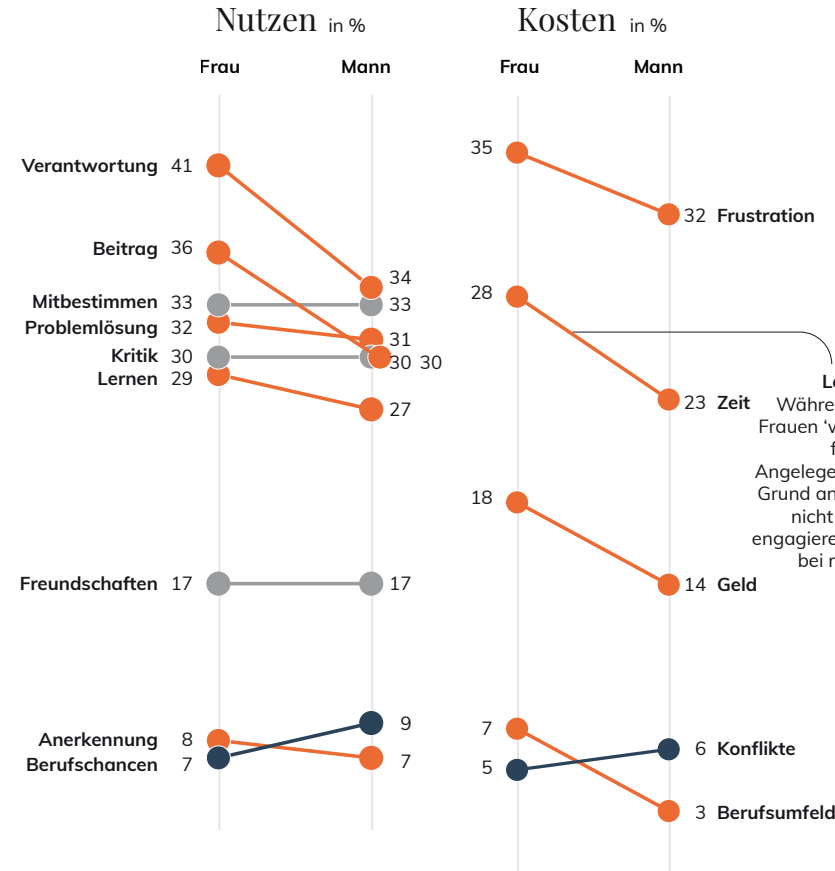 Nutzen in %
Frau Mann
Verantwortung 41
Beitrag 36
34
Mitbestimmen 33
33
Problemlösung 32
31
Kritik 30
30 30
Lernen 29
27
Freundschaften 17
17
Anerkennung 8
9
Berufschancen 7
7
Kosten in %
Frau Mann
35
32 Frustration
28
23 Zeit
18
14 Geld
7
6 Konflikte
5
3 Berufsumfeld
Währe
Frauen
Angelege
Grund an
nicht
engagiere
bei